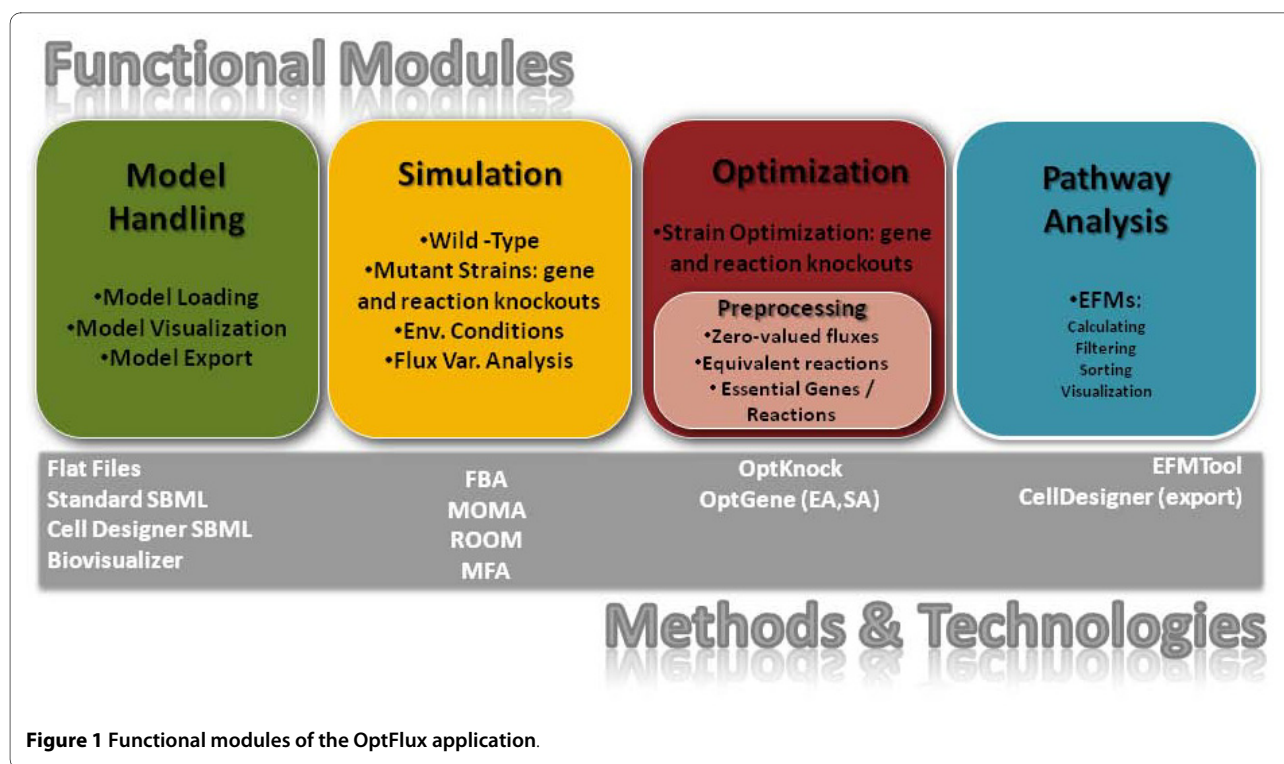 Functional Modules
Model
Handling
•Model Loading
•Model Visualization
•Model Export
Simulation
•Wild -Type
•Mutant Strains: gene
and reaction knockouts
•Env. Conditions
•Flux Var. Analysis
Optimization
•Strain Optimization: gene
and reaction knockouts
Preprocessing
•Zero-valued fluxes
•Equivalent reactions
• Essential Genes /
Reactions
Pathway
Analysis
•EFMs:
Calculating
Filtering
Sorting
Visualization
Flat Files
Standard SBML
Cell Designer SBML
Biovisualizer
FBA
MOMA
ROOM
MFA
OptKnock
OptGene (EA,SA)
EFMTool
CellDesigner (export)
Methods & Technologies
Figure 1 Functional modules of the OptFlux application.